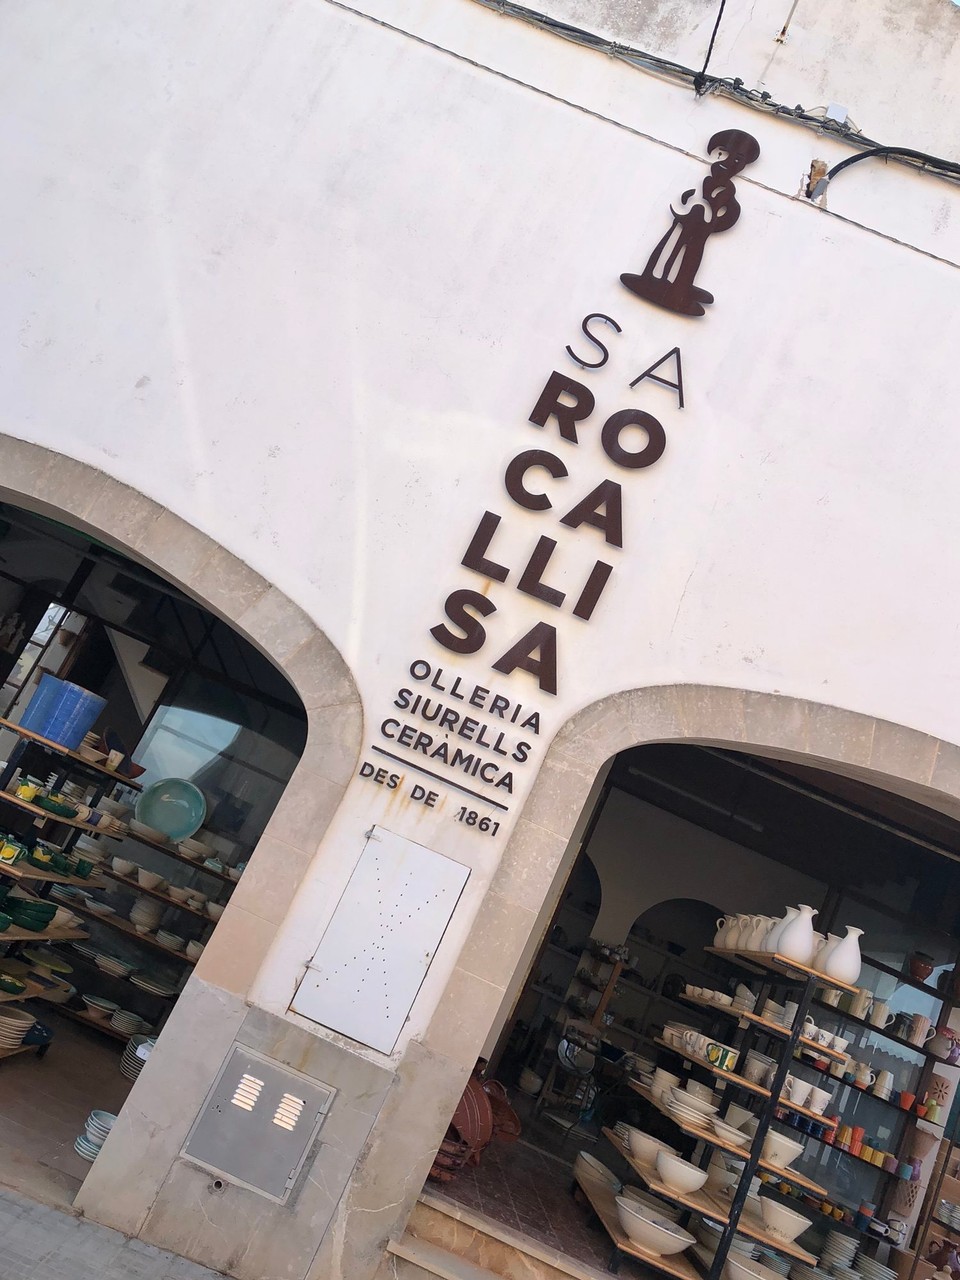 SA
RO
CA
LLI
SA
OLLERIA
SIURELLS
CERÀMICA
DES DE 1861